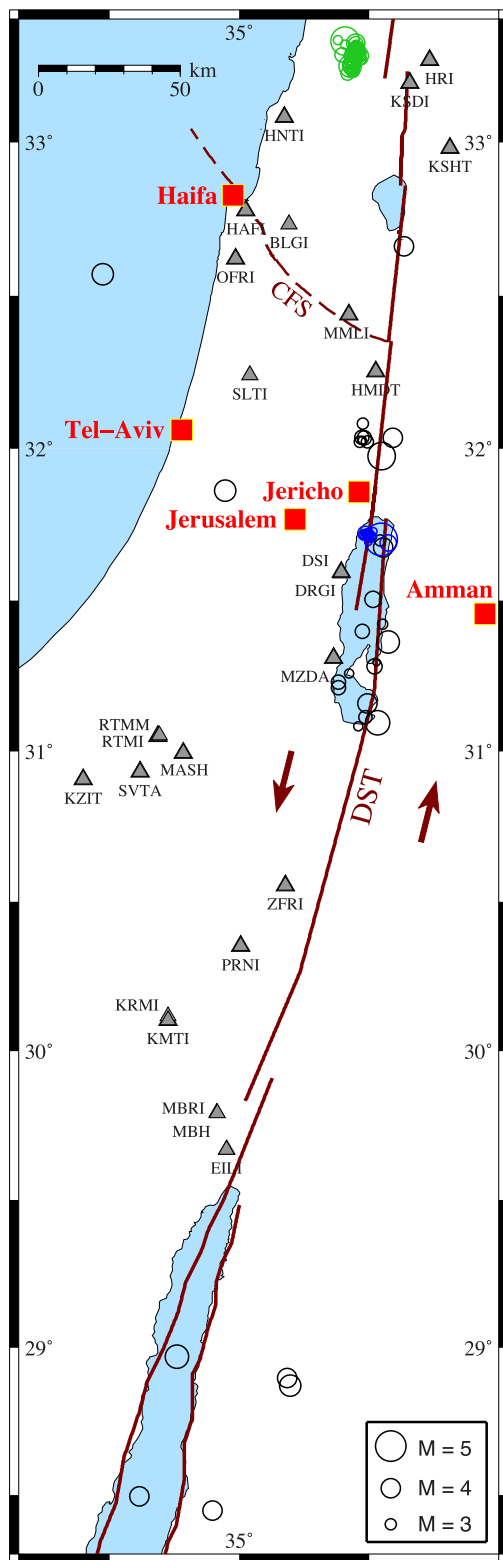 35˚
km
0 50
HRI
KSDI
HNTI
33˚
33˚
KSHT
Haifa
HAFI
BLGI
OFRI
CFS
MMLI
SLTI
HMDT
Tel–Aviv
32˚
32˚
Jericho
Jerusalem
DSI
DRGI
Amman
MZDA
RTMM
RTMI
31˚
31˚
MASH
KZIT
SVTA
DST
ZFRI
PRNI
KRMI
KMTI
30˚
30˚
MBRI
MBH
EILI
29˚
29˚
M = 5
M = 4
M = 3
35˚